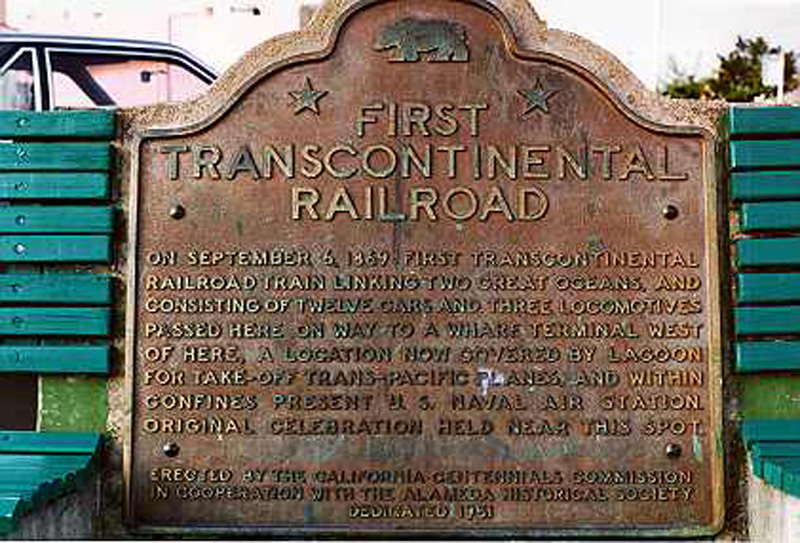 FIRST
TRANSCONTINENTAL
RAILROAD
ON SEPTEMBER 6, 1869, FIRST TRANSCONTINENTAL
RAILROAD TRAIN LINKING TWO GREAT OCEANS, AND
CONSISTING OF TWELVE CARS AND THREE LOCOMOTIVES
PASSED HERE ON WAY TO A WHARF TERMINAL WEST
OF HERE, A LOCATION NOW COVERED BY LAGOON
FOR TAKE-OFF TRANS-PACIFIC PLANES, AND WITHIN
CONFINES PRESENT U. S. NAVAL AIR STATION.
ORIGINAL CELEBRATION HELD NEAR THIS SPOT.
ERECTED BY THE CALIFORNIA CENTENNIALS COMMISSION
IN COOPERATION WITH THE ALAMEDA HISTORICAL SOCIETY
DEDICATED 1951